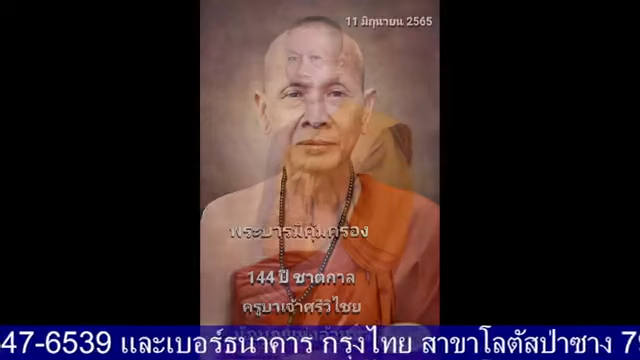 11 มิถุนายน 2565
พระบารมีคุ้มครอง
144 ปี ชาตกาล
ครูบาเจ้าศรีวิไชย
47-6539 และเบอร์ธนาคาร กรุงไทย สาขาโลตัสป่าซาง 7